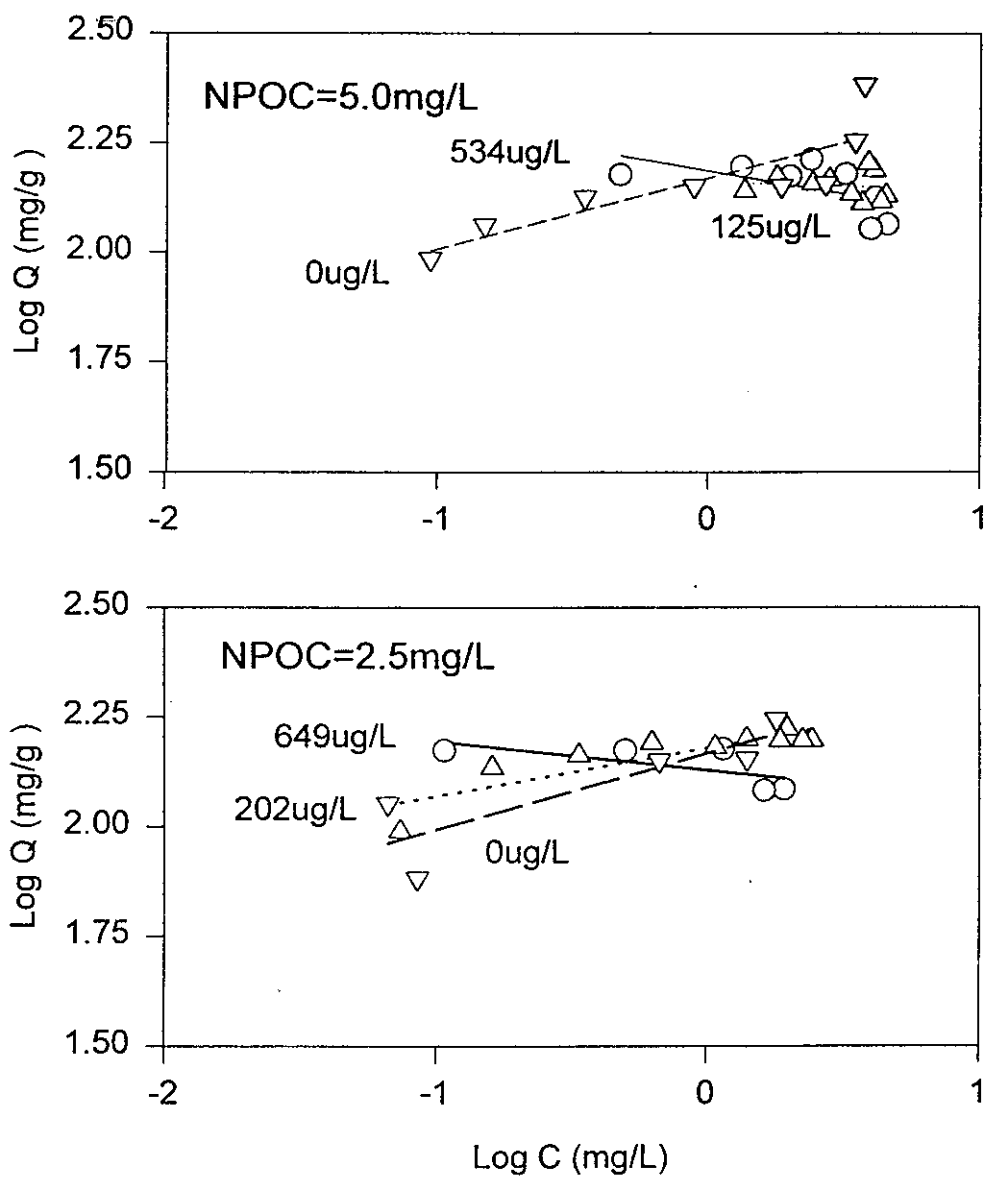 2.50
NPOC=5.0mg/L
2.25
534ug/L
125ug/L
2.00
0ug/L
1.75
1.50
Log Q (mg/g )
-2
-1
0
1
2.50
NPOC=2.5mg/L
2.25
649ug/L
2.00
202ug/L
0ug/L
1.75
1.50
Log Q (mg/g )
-2
-1
0
1
Log C (mg/L)